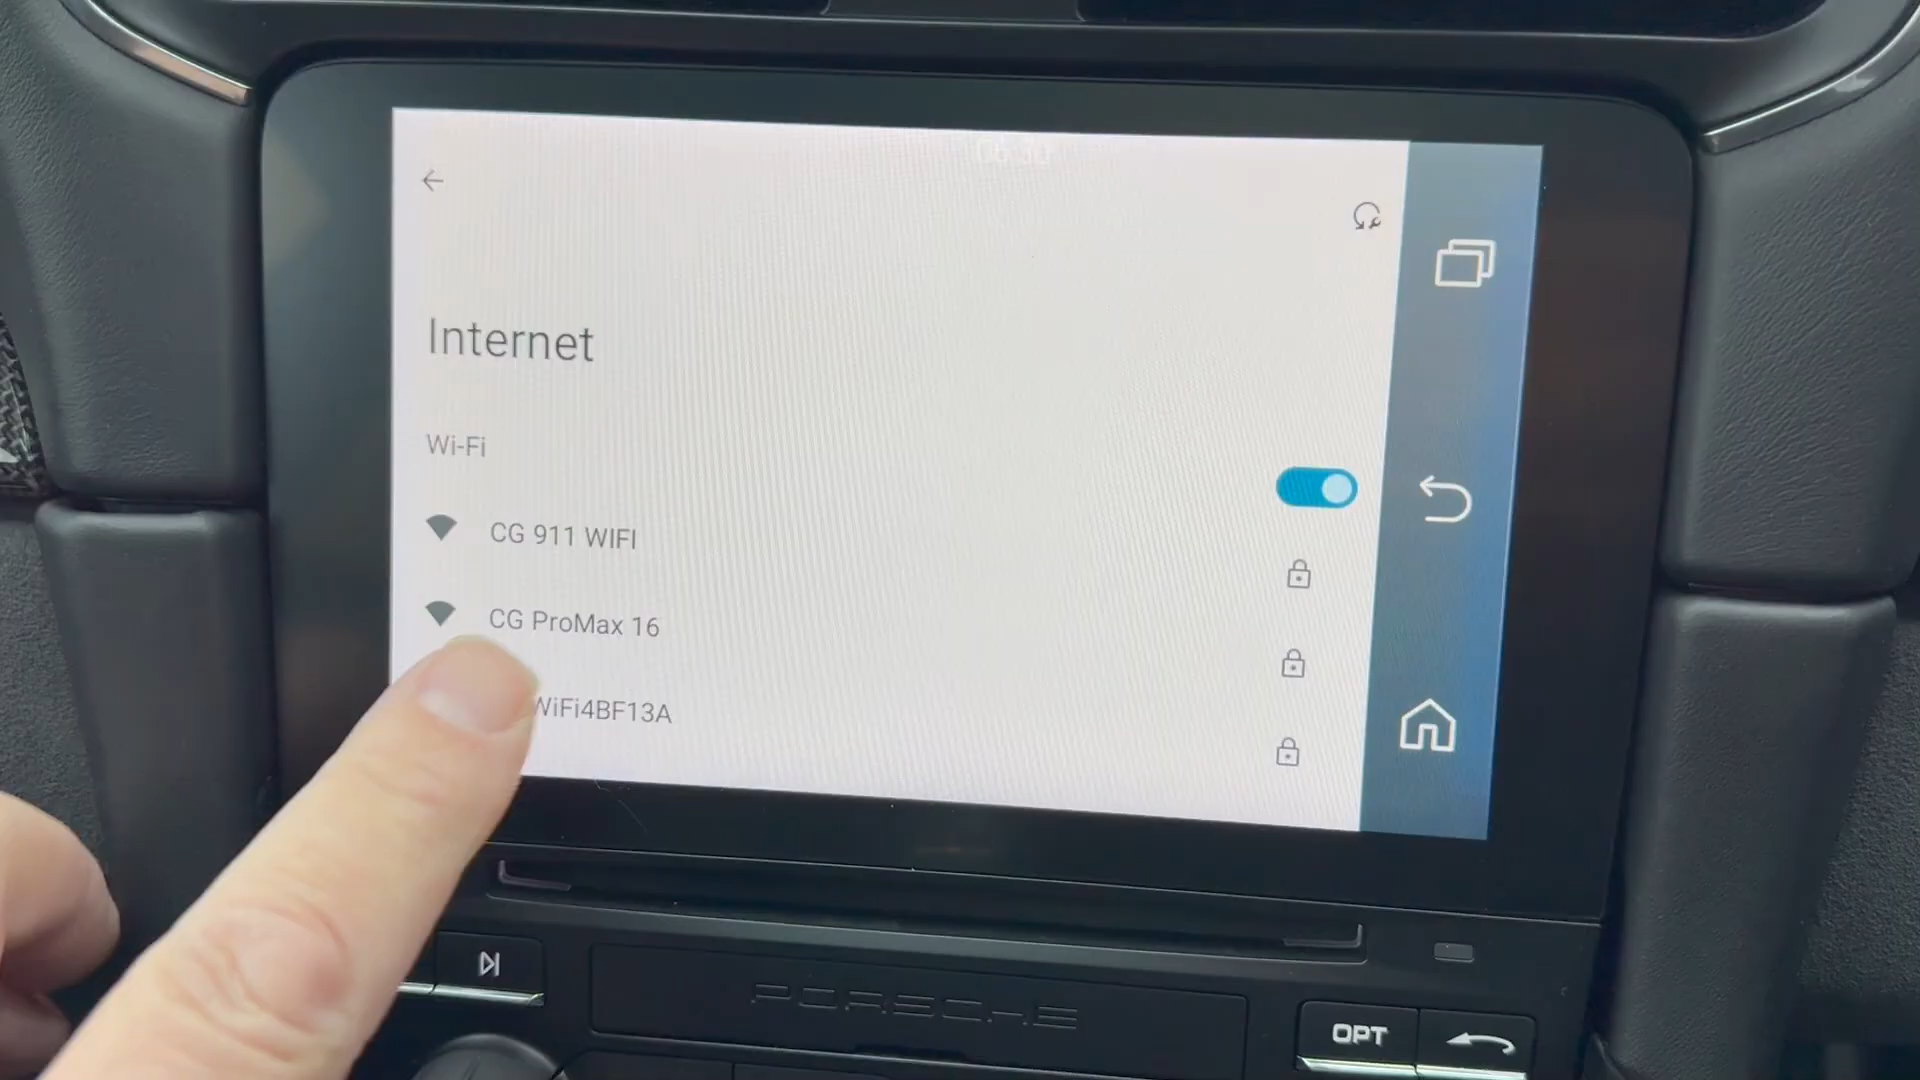 Internet
Wi-Fi
CG 911 WIFI
CG ProMax 16
WiFi4BF13A
PORSCHE
OPT